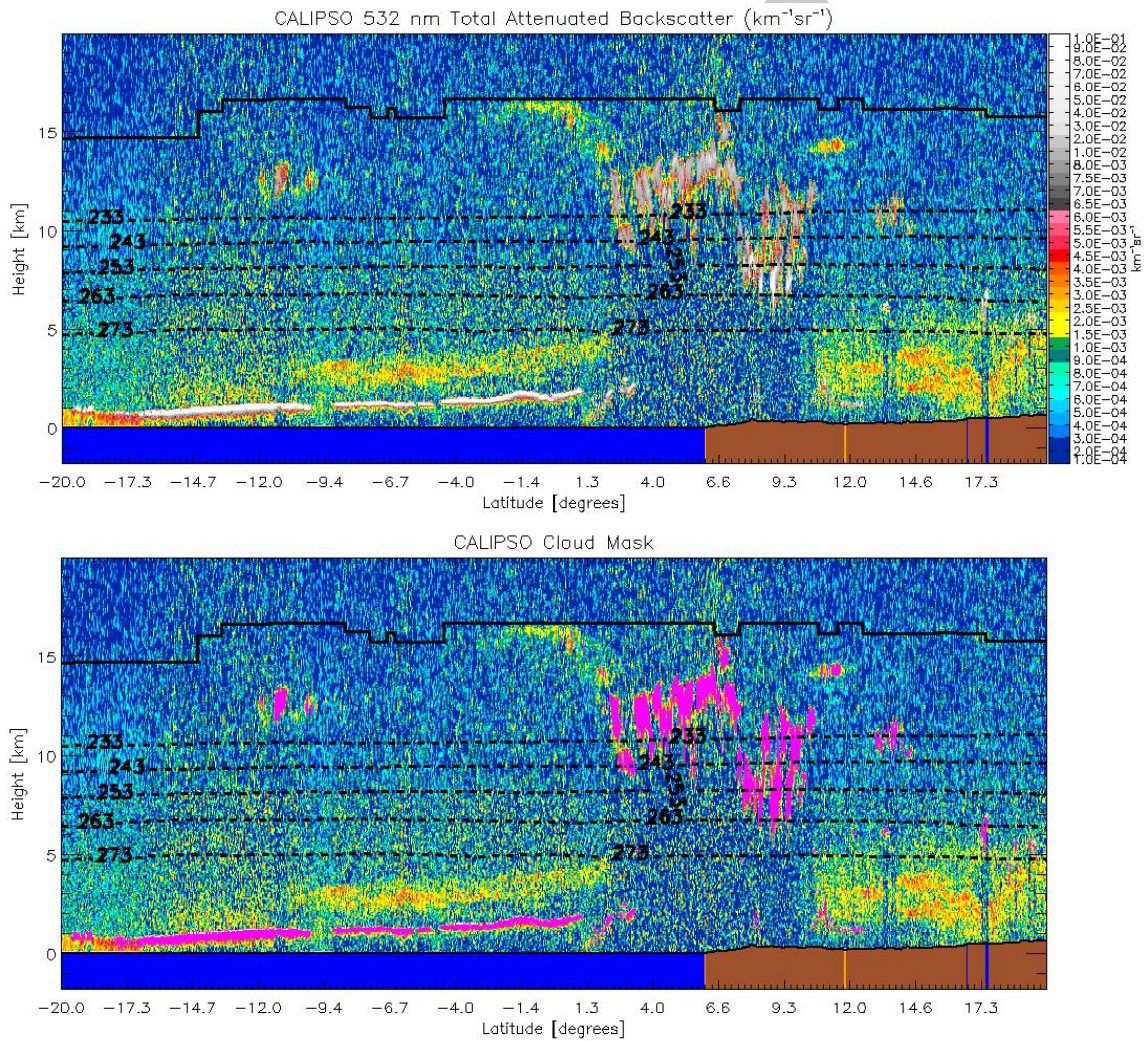 CALIPSO 532 nm Total Attenuated Backscatter (km⁻¹sr⁻¹)
Height [km]
15
10
5
0
233
243
253
263
273
233
243
253
263
273
-20.0 -17.3 -14.7 -12.0 -9.4 -6.7 -4.0 -1.4 1.3 4.0 6.6 9.3 12.0 14.6 17.3
Latitude [degrees]
1.0E-01
9.0E-02
8.0E-02
7.0E-02
6.0E-02
5.0E-02
4.0E-02
3.0E-02
2.0E-02
1.0E-02
8.0E-03
7.5E-03
7.0E-03
6.5E-03
6.0E-03
5.5E-03
5.0E-03
4.5E-03
4.0E-03
3.5E-03
3.0E-03
2.5E-03
2.0E-03
1.5E-03
1.0E-03
9.0E-04
8.0E-04
7.0E-04
6.0E-04
5.0E-04
4.0E-04
3.0E-04
2.0E-04
1.0E-04
km⁻¹sr⁻¹
CALIPSO Cloud Mask
Height [km]
15
10
5
0
233
243
253
263
273
233
243
253
263
273
-20.0 -17.3 -14.7 -12.0 -9.4 -6.7 -4.0 -1.4 1.3 4.0 6.6 9.3 12.0 14.6 17.3
Latitude [degrees]